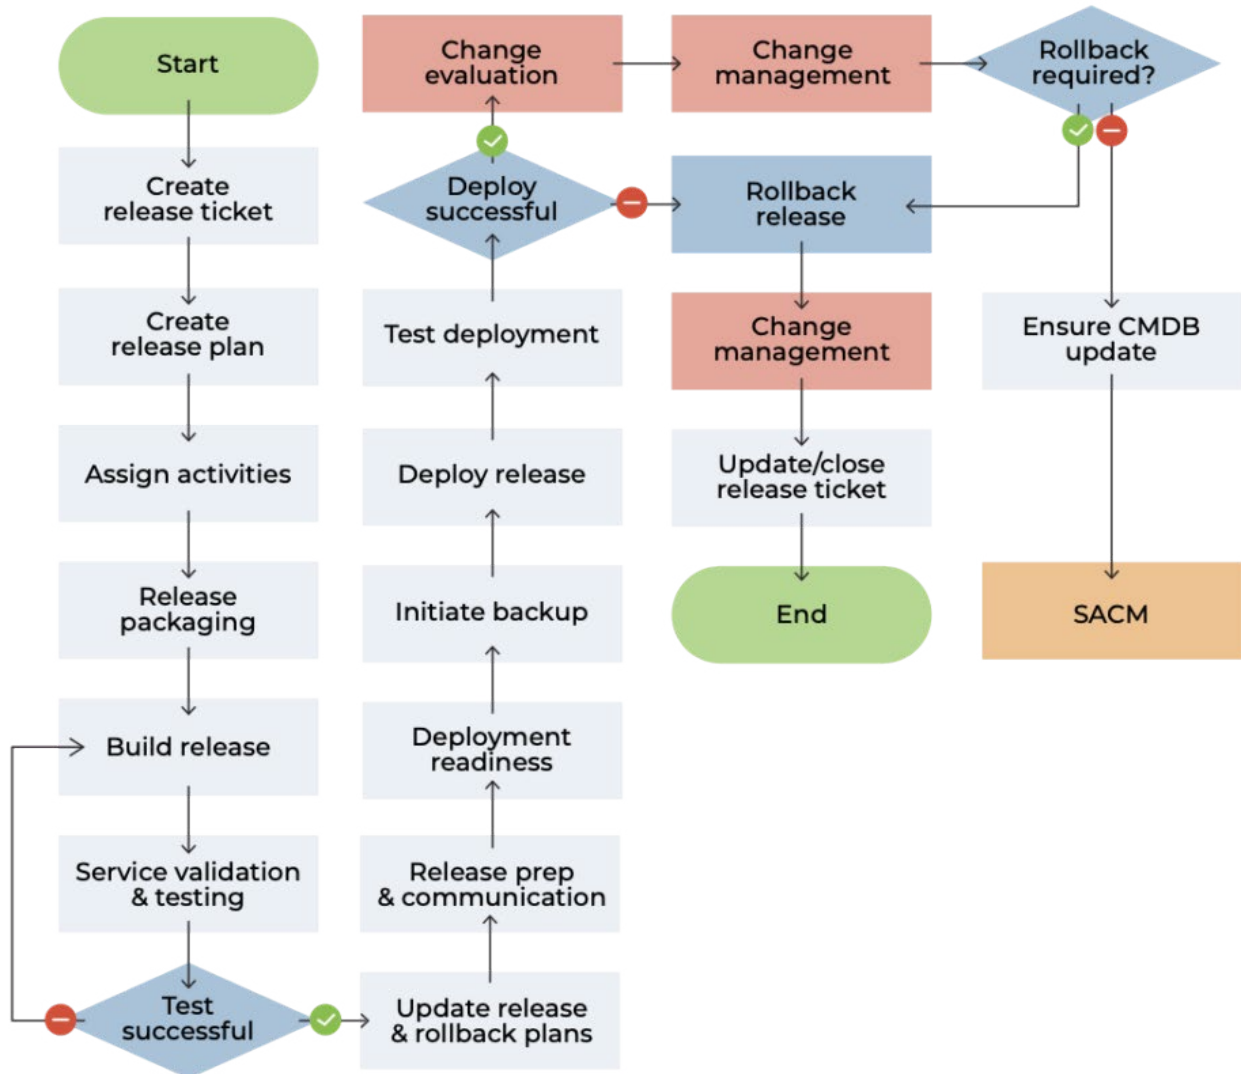 Start
Create
release ticket
Create
release plan
Assign activities
Release
packaging
Build release
Service validation
& testing
Test
successful
Update release
& rollback plans
Release prep
& communication
Deployment
readiness
Initiate backup
Deploy release
Test deployment
Deploy
successful
Change
evaluation
Change
management
Rollback
required?
Rollback
release
Change
management
Update/close
release ticket
End
Ensure CMDB
update
SACM